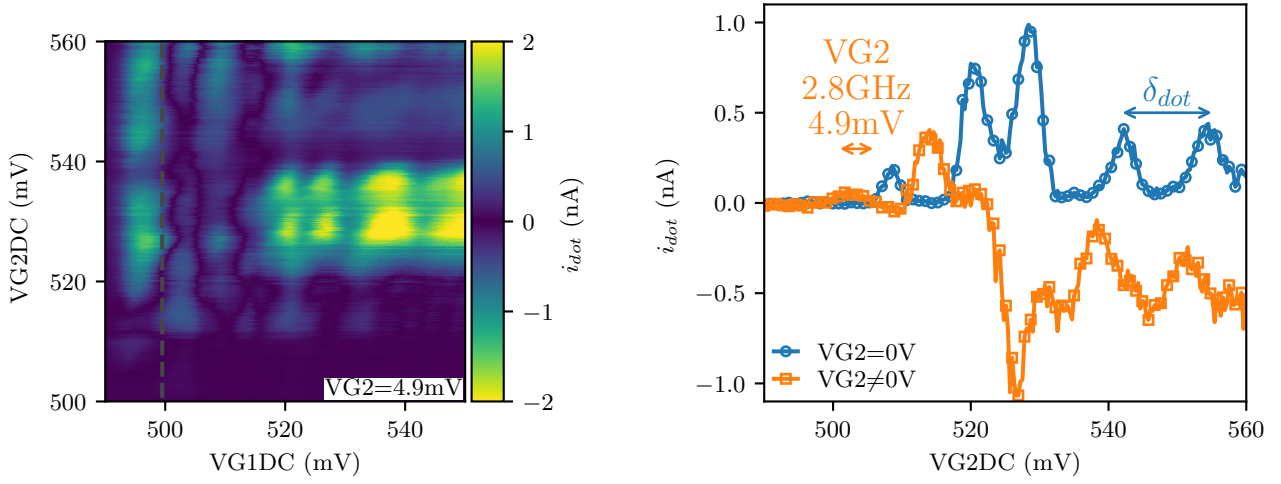 560
540
520
500
VG2DC (mV)
500
520
540
VG1DC (mV)
VG2=4.9mV
2
1
0
−1
−2
i_dot (nA)
1.0
0.5
0.0
−0.5
−1.0
i_dot (nA)
VG2
2.8GHz
4.9mV
δ_dot
VG2=0V
VG2≠0V
500
520
540
560
VG2DC (mV)